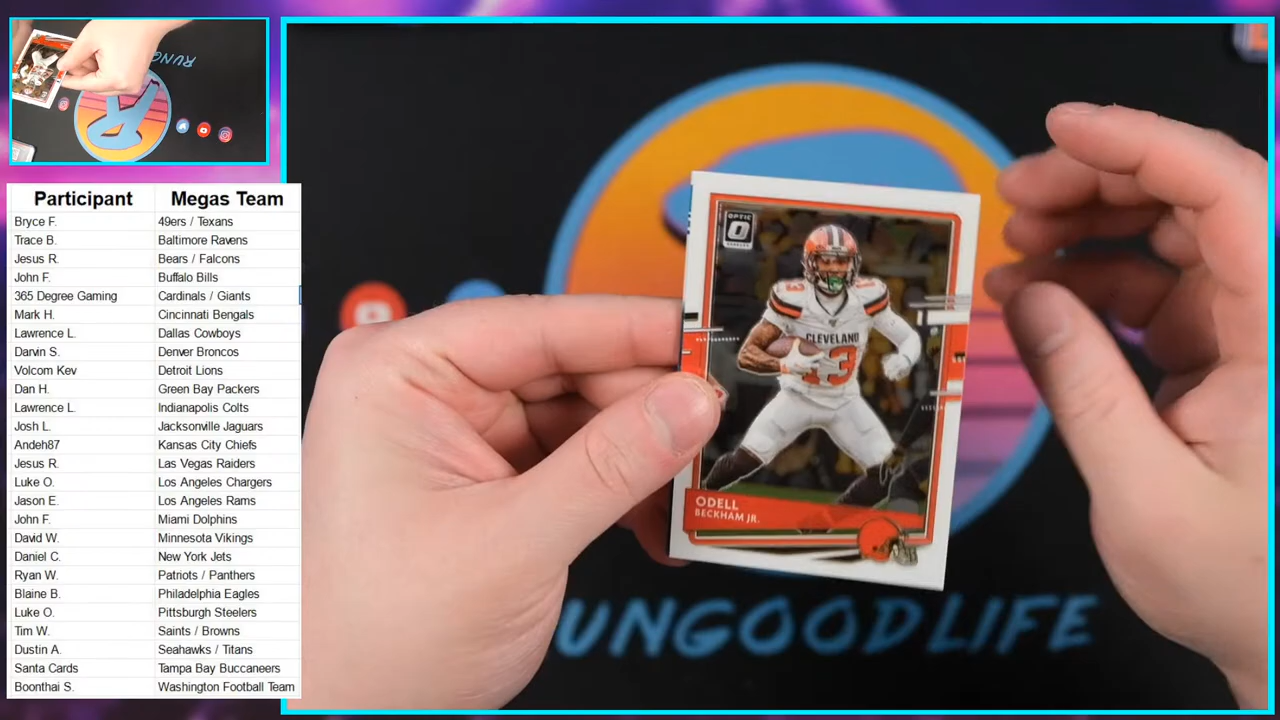 RUNG
Participant Megas Team
Bryce F. 49ers / Texans
Trace B. Baltimore Ravens
Jesus R. Bears / Falcons
John F. Buffalo Bills
365 Degree Gaming Cardinals / Giants
Mark H. Cincinnati Bengals
Lawrence L. Dallas Cowboys
Darvin S. Denver Broncos
Volcom Kev Detroit Lions
Dan H. Green Bay Packers
Lawrence L. Indianapolis Colts
Josh L. Jacksonville Jaguars
Andeh87 Kansas City Chiefs
Jesus R. Las Vegas Raiders
Luke O. Los Angeles Chargers
Jason E. Los Angeles Rams
John F. Miami Dolphins
David W. Minnesota Vikings
Daniel C. New York Jets
Ryan W. Patriots / Panthers
Blaine B. Philadelphia Eagles
Luke O. Pittsburgh Steelers
Tim W. Saints / Browns
Dustin A. Seahawks / Titans
Santa Cards Tampa Bay Buccaneers
Boonthai S. Washington Football Team
OPTIC
CLEVELAND
13
ODELL
BECKHAM JR.
UNGOODLIFE